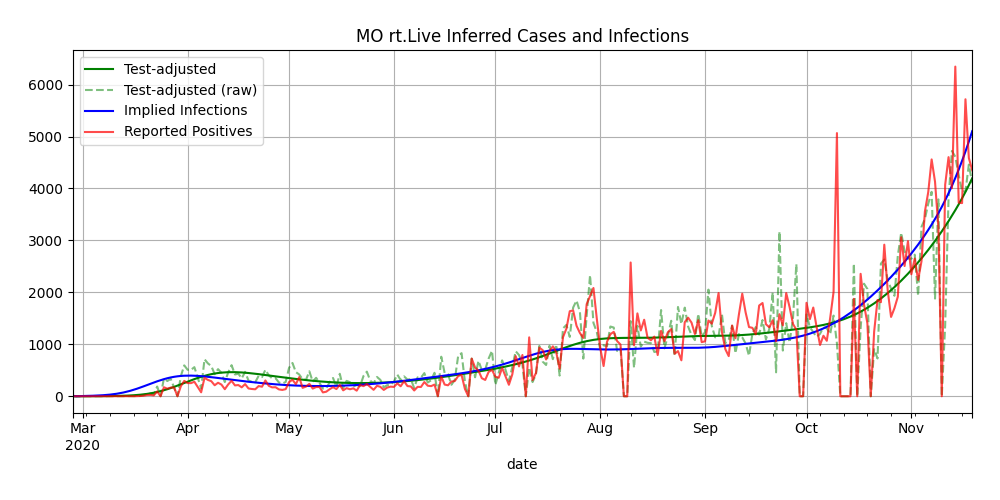 MO rt.Live Inferred Cases and Infections
Test-adjusted
Test-adjusted (raw)
Implied Infections
Reported Positives
6000
5000
4000
3000
2000
1000
0
Mar Apr May Jun Jul Aug Sep Oct Nov
2020
date